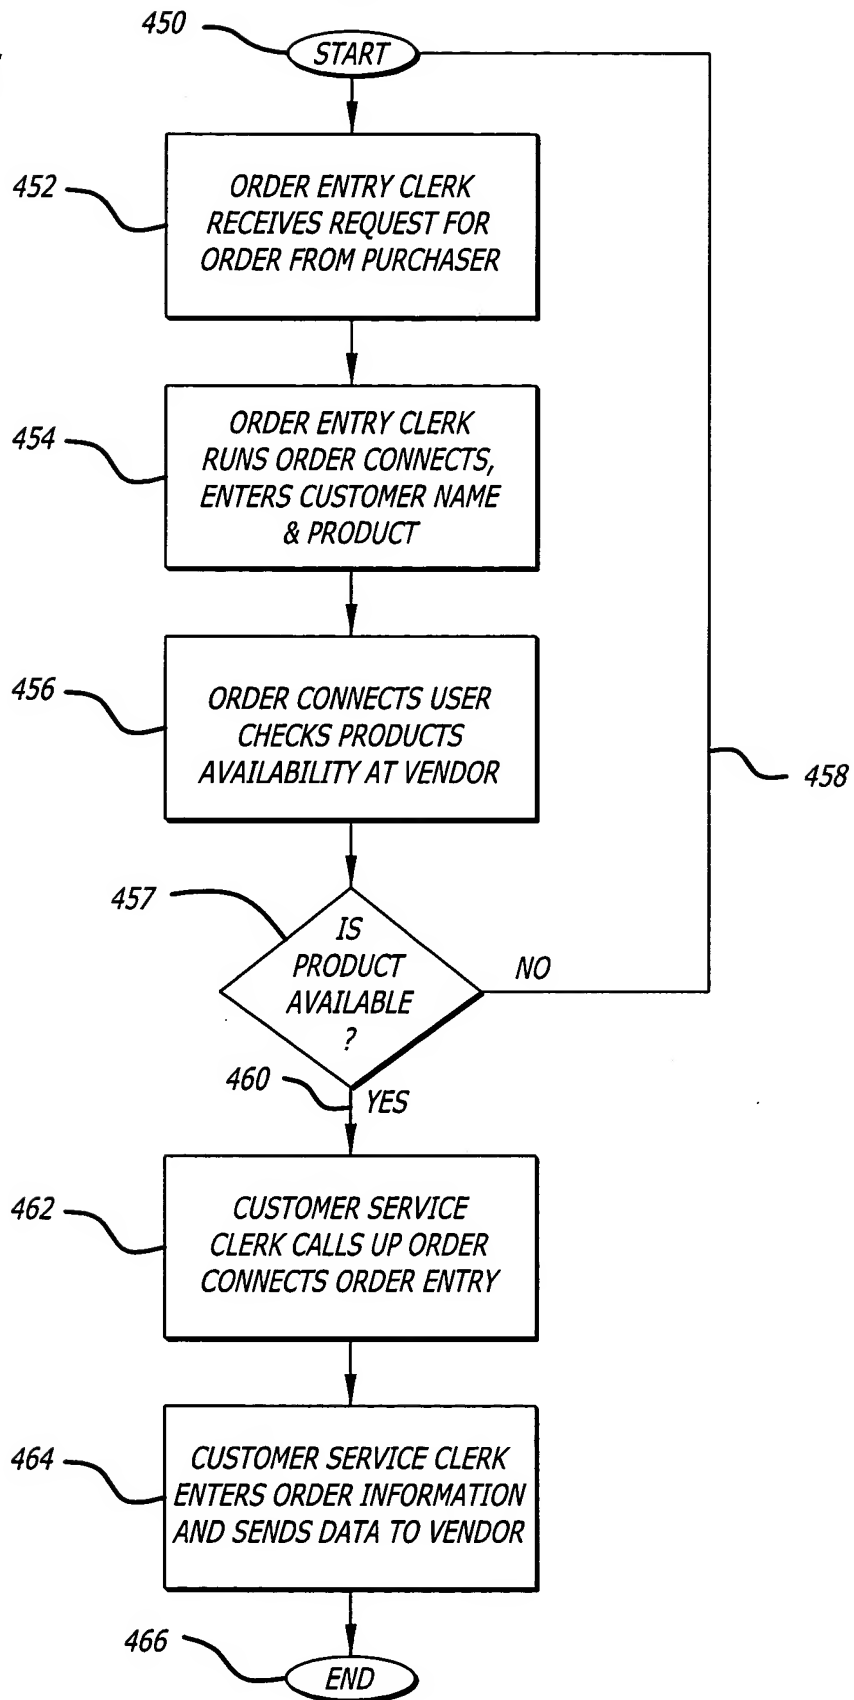 450
START
452
ORDER ENTRY CLERK
RECEIVES REQUEST FOR
ORDER FROM PURCHASER
454
ORDER ENTRY CLERK
RUNS ORDER CONNECTS,
ENTERS CUSTOMER NAME
& PRODUCT
456
ORDER CONNECTS USER
CHECKS PRODUCTS
AVAILABILITY AT VENDOR
458
457
IS
PRODUCT
AVAILABLE
?
NO
460
YES
462
CUSTOMER SERVICE
CLERK CALLS UP ORDER
CONNECTS ORDER ENTRY
464
CUSTOMER SERVICE CLERK
ENTERS ORDER INFORMATION
AND SENDS DATA TO VENDOR
466
END